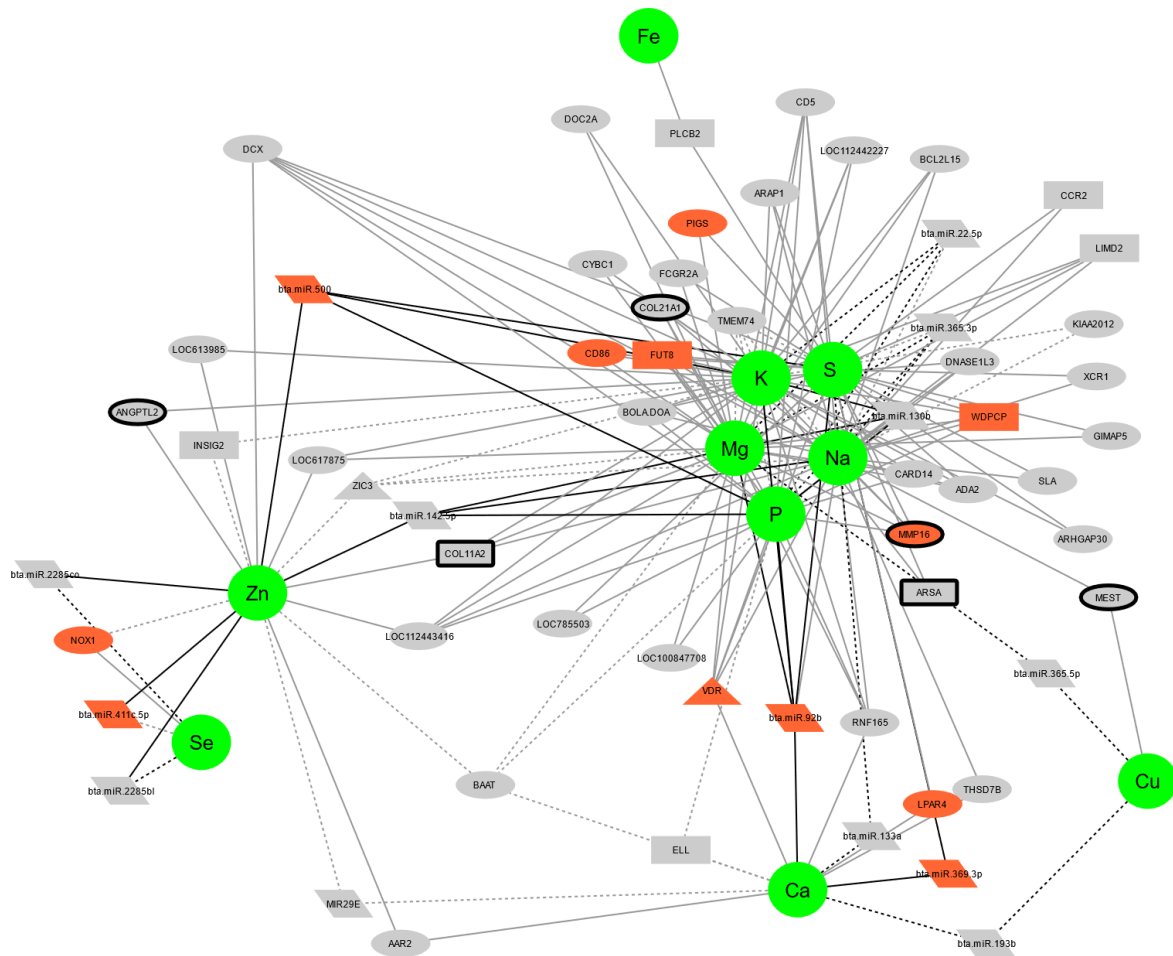 Fe
CD5
DOC2A
PLCB2
DCX
LOC112442227
BCL2L15
ARAP1
CCR2
PIGS
bta.miR.22.5p
LIMD2
CYBC1
FCGR2A
bta.miR.500
COL21A1
TMEM74
bta.miR.365.3p
KIAA2012
LOC613985
CD86
FUT8
DNASE1L3
K
S
XCR1
ANGPTL2
BOLA.DOA
bta.miR.130b
WDPCP
INSIG2
GIMAP5
Mg
Na
LOC617875
CARD14
SLA
ZIC3
ADA2
bta.miR.142.5p
P
MMP16
ARHGAP30
COL11A2
bta.miR.2285co
Zn
ARSA
MEST
NOX1
LOC112443416
LOC785503
LOC100847708
bta.miR.365.5p
VDR
bta.miR.411c.5p
bta.miR.92b
RNF165
Se
BAAT
Cu
bta.miR.2285bl
THSD7B
LPAR4
bta.miR.133a
ELL
bta.miR.369.3p
Ca
MIR29E
AAR2
bta.miR.193b